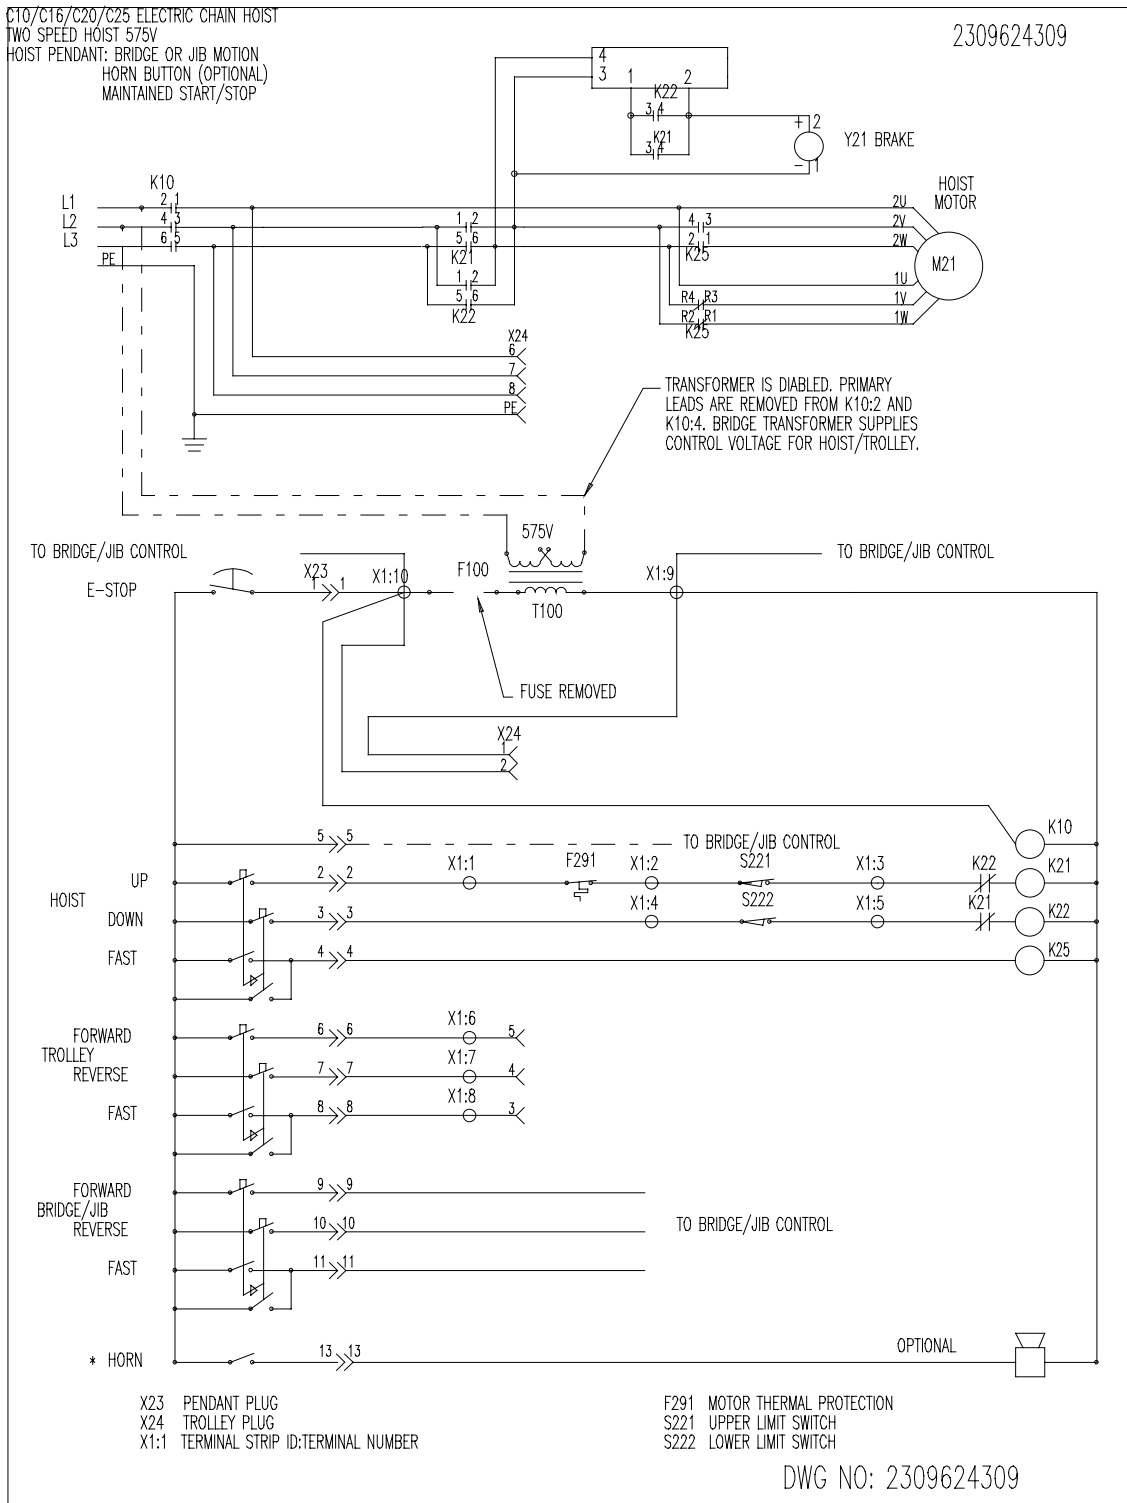 C10/C16/C20/C25 ELECTRIC CHAIN HOIST
TWO SPEED HOIST 575V
HOIST PENDANT: BRIDGE OR JIB MOTION
HORN BUTTON (OPTIONAL)
MAINTAINED START/STOP
2309624309
4
3 1 2
K22
3 4
K21
3 4
+ 2
Y21 BRAKE
- 1
K10
HOIST
MOTOR
L1 2 1 2U
L2 4 3 1 2 4 3 2V
L3 6 5 5 6 2 1 2W
K21 K25
PE M21
1 2 1U
5 6 R4 R3 1V
K22 R2 R1 1W
K25
X24
6
7
8
PE
TRANSFORMER IS DIABLED. PRIMARY
LEADS ARE REMOVED FROM K10:2 AND
K10:4. BRIDGE TRANSFORMER SUPPLIES
CONTROL VOLTAGE FOR HOIST/TROLLEY.
575V
TO BRIDGE/JIB CONTROL TO BRIDGE/JIB CONTROL
X23 X1:10 F100 X1:9
E-STOP 1 1
T100
FUSE REMOVED
X24
1
2
K10
5 5 TO BRIDGE/JIB CONTROL
X1:1 F291 X1:2 S221 X1:3 K22 K21
UP 2 2
HOIST
X1:4 S222 X1:5 K21 K22
DOWN 3 3
FAST 4 4 K25
X1:6
FORWARD 6 6 5
TROLLEY
X1:7
REVERSE 7 7 4
X1:8
FAST 8 8 3
FORWARD 9 9
BRIDGE/JIB
REVERSE 10 10 TO BRIDGE/JIB CONTROL
FAST 11 11
* HORN 13 13 OPTIONAL
X23 PENDANT PLUG
X24 TROLLEY PLUG
X1:1 TERMINAL STRIP ID:TERMINAL NUMBER
F291 MOTOR THERMAL PROTECTION
S221 UPPER LIMIT SWITCH
S222 LOWER LIMIT SWITCH
DWG NO: 2309624309